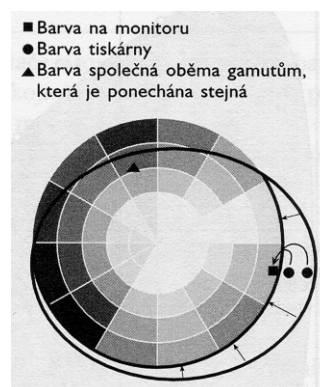 Barva na monitoru
Barva tiskárny
Barva společná oběma gamutům,
která je ponechána stejná